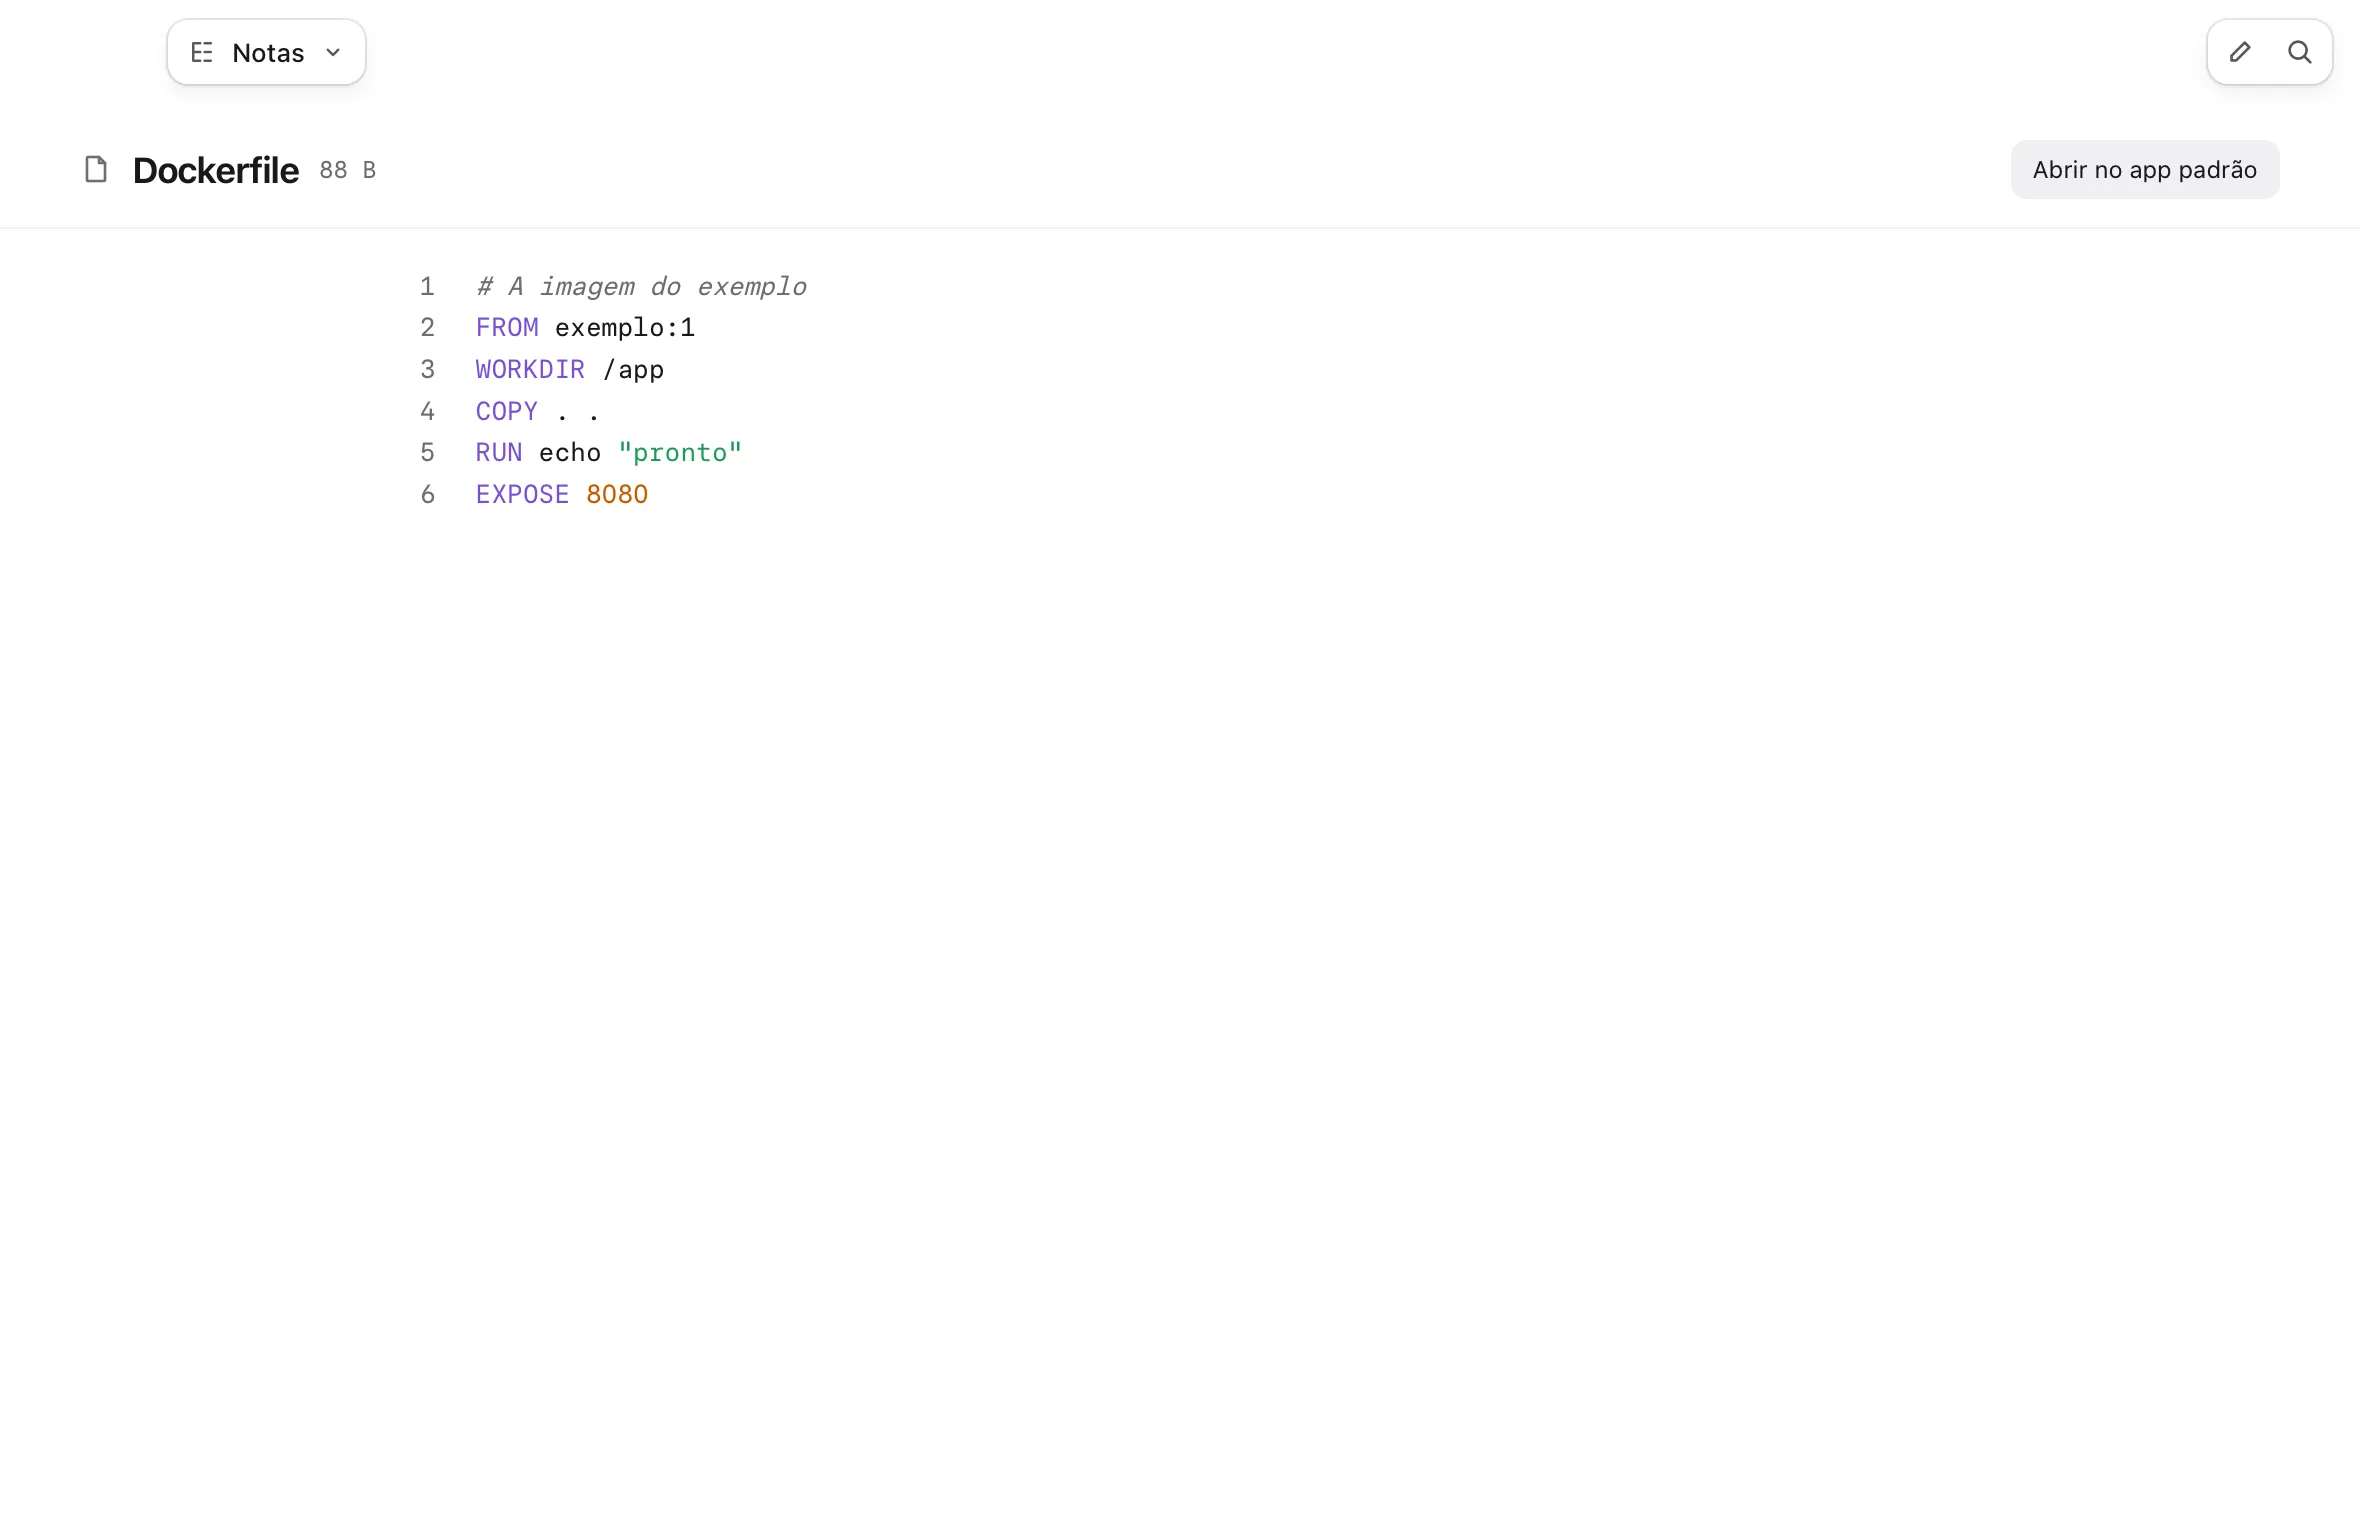 Notas
Dockerfile 88 B
Abrir no app padrão
1 # A imagem do exemplo
2 FROM exemplo:1
3 WORKDIR /app
4 COPY . .
5 RUN echo "pronto"
6 EXPOSE 8080